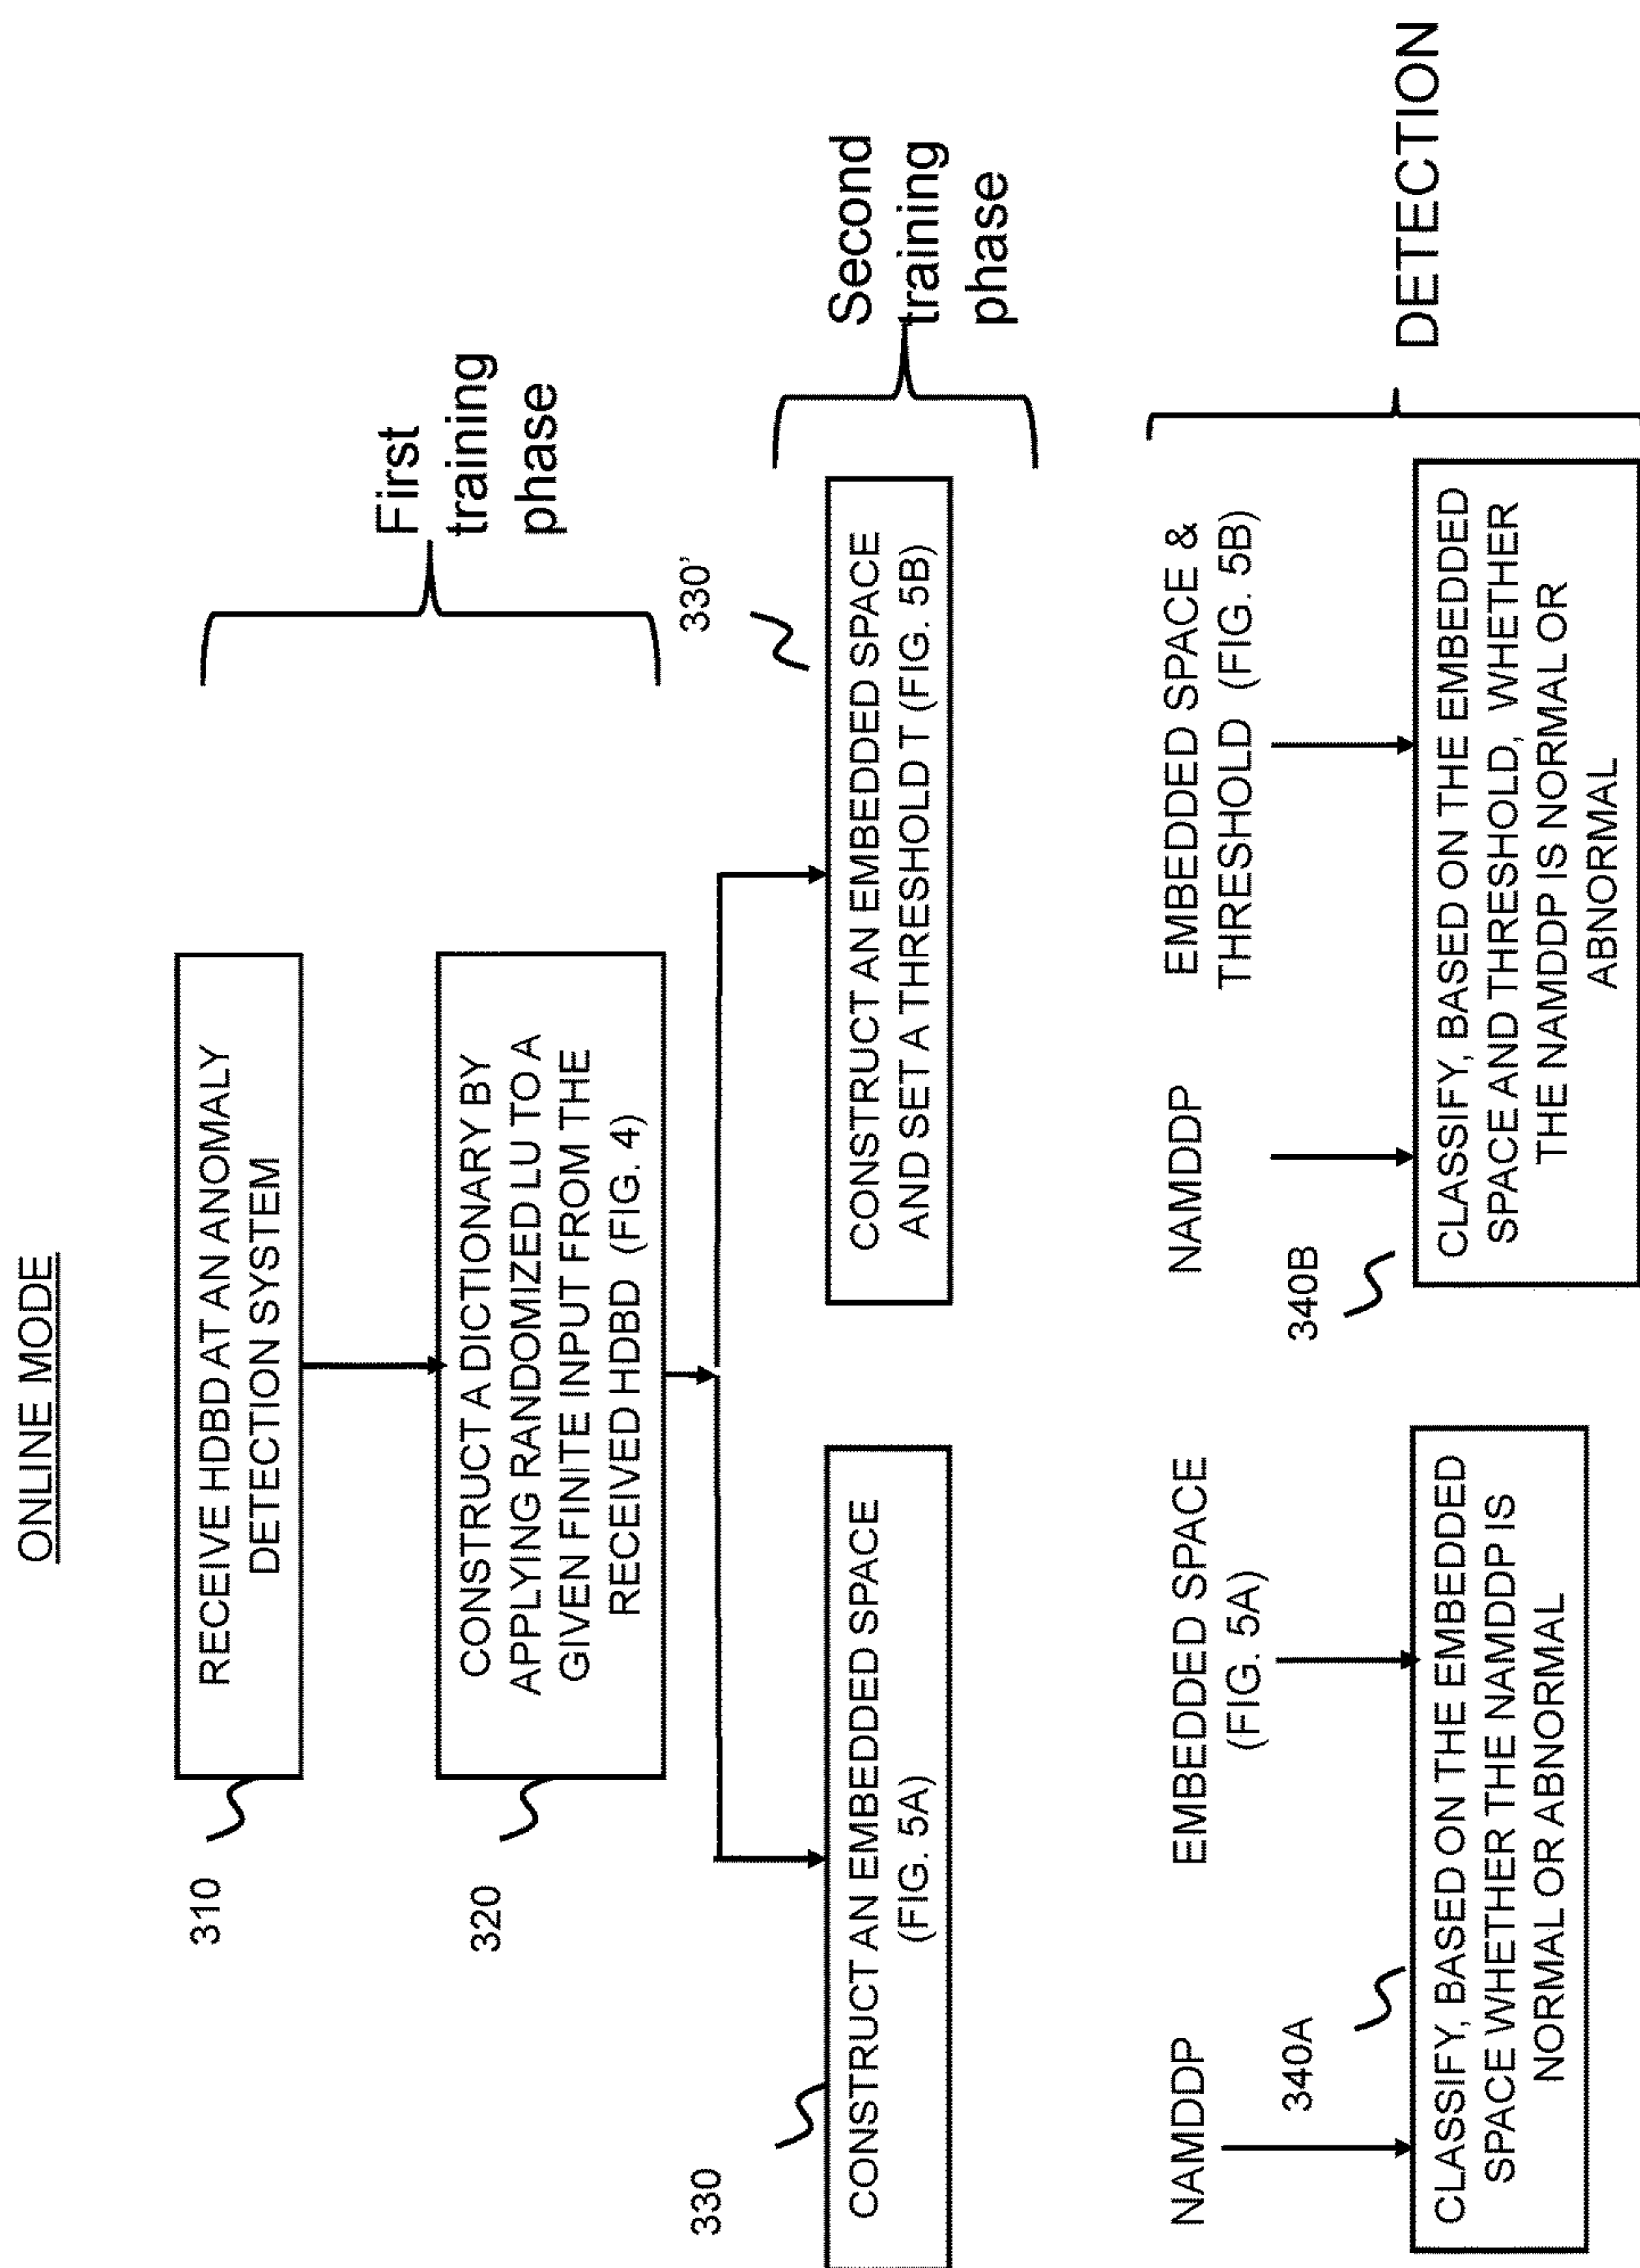 ONLINE MODE
310
RECEIVE HDBD AT AN ANOMALY
DETECTION SYSTEM
320
CONSTRUCT A DICTIONARY BY
APPLYING RANDOMIZED LU TO A
GIVEN FINITE INPUT FROM THE
RECEIVED HDBD (FIG. 4)
First
training
phase
330
CONSTRUCT AN EMBEDDED SPACE
(FIG. 5A)
330'
CONSTRUCT AN EMBEDDED SPACE
AND SET A THRESHOLD T (FIG. 5B)
Second
training
phase
NAMDDP
EMBEDDED SPACE
(FIG. 5A)
340A
CLASSIFY, BASED ON THE EMBEDDED
SPACE WHETHER THE NAMDDP IS
NORMAL OR ABNORMAL
NAMDDP
EMBEDDED SPACE &
THRESHOLD (FIG. 5B)
340B
CLASSIFY, BASED ON THE EMBEDDED
SPACE AND THRESHOLD, WHETHER
THE NAMDDP IS NORMAL OR
ABNORMAL
DETECTION